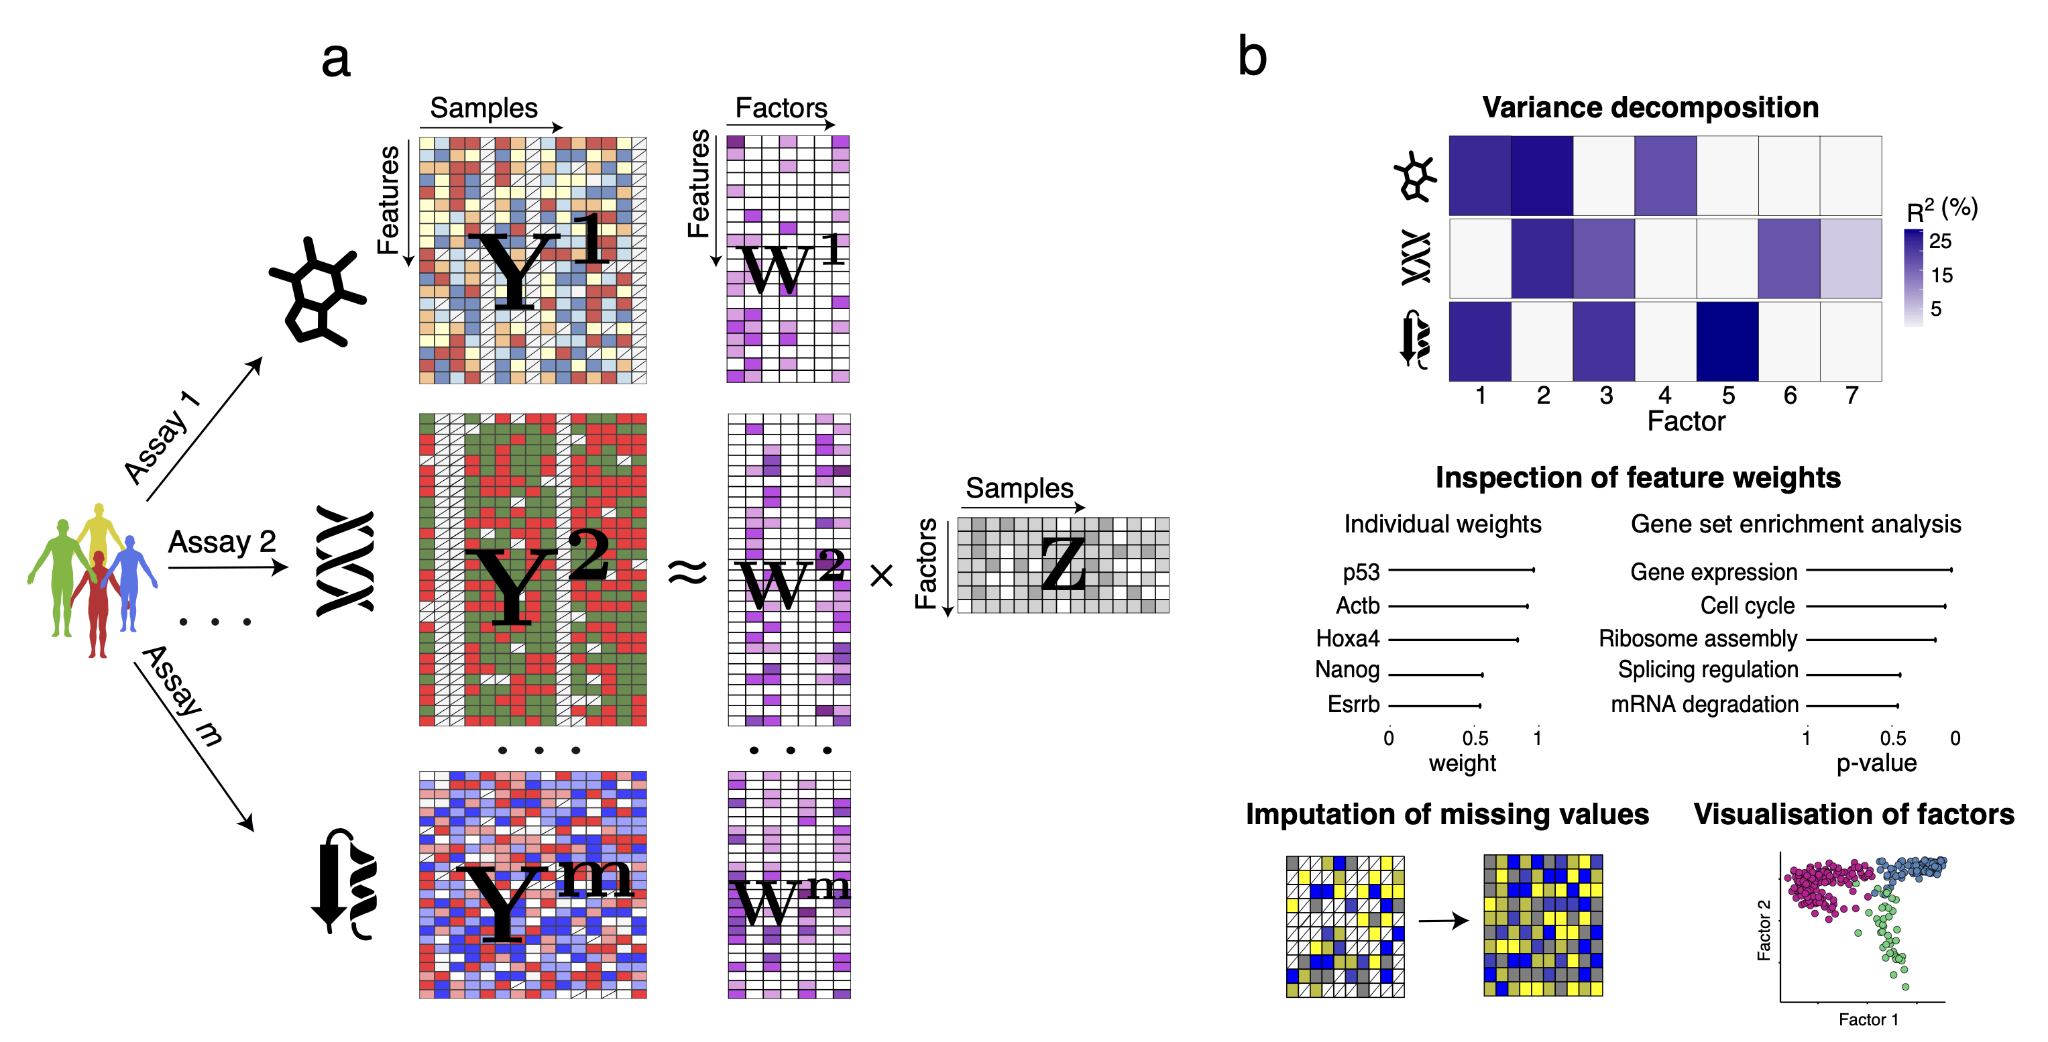 a
Samples
Features
Y¹
Factors
Features
W¹
Assay 1
Assay 2
. . .
Assay m
Y²
≈
W²
×
Samples
Factors
Z
. . .
. . .
Yᵐ
Wᵐ
b
Variance decomposition
R² (%)
25
15
5
1 2 3 4 5 6 7
Factor
Inspection of feature weights
Individual weights
p53
Actb
Hoxa4
Nanog
Esrrb
0 0.5 1
weight
Gene set enrichment analysis
Gene expression
Cell cycle
Ribosome assembly
Splicing regulation
mRNA degradation
1 0.5 0
p-value
Imputation of missing values
Visualisation of factors
Factor 2
Factor 1